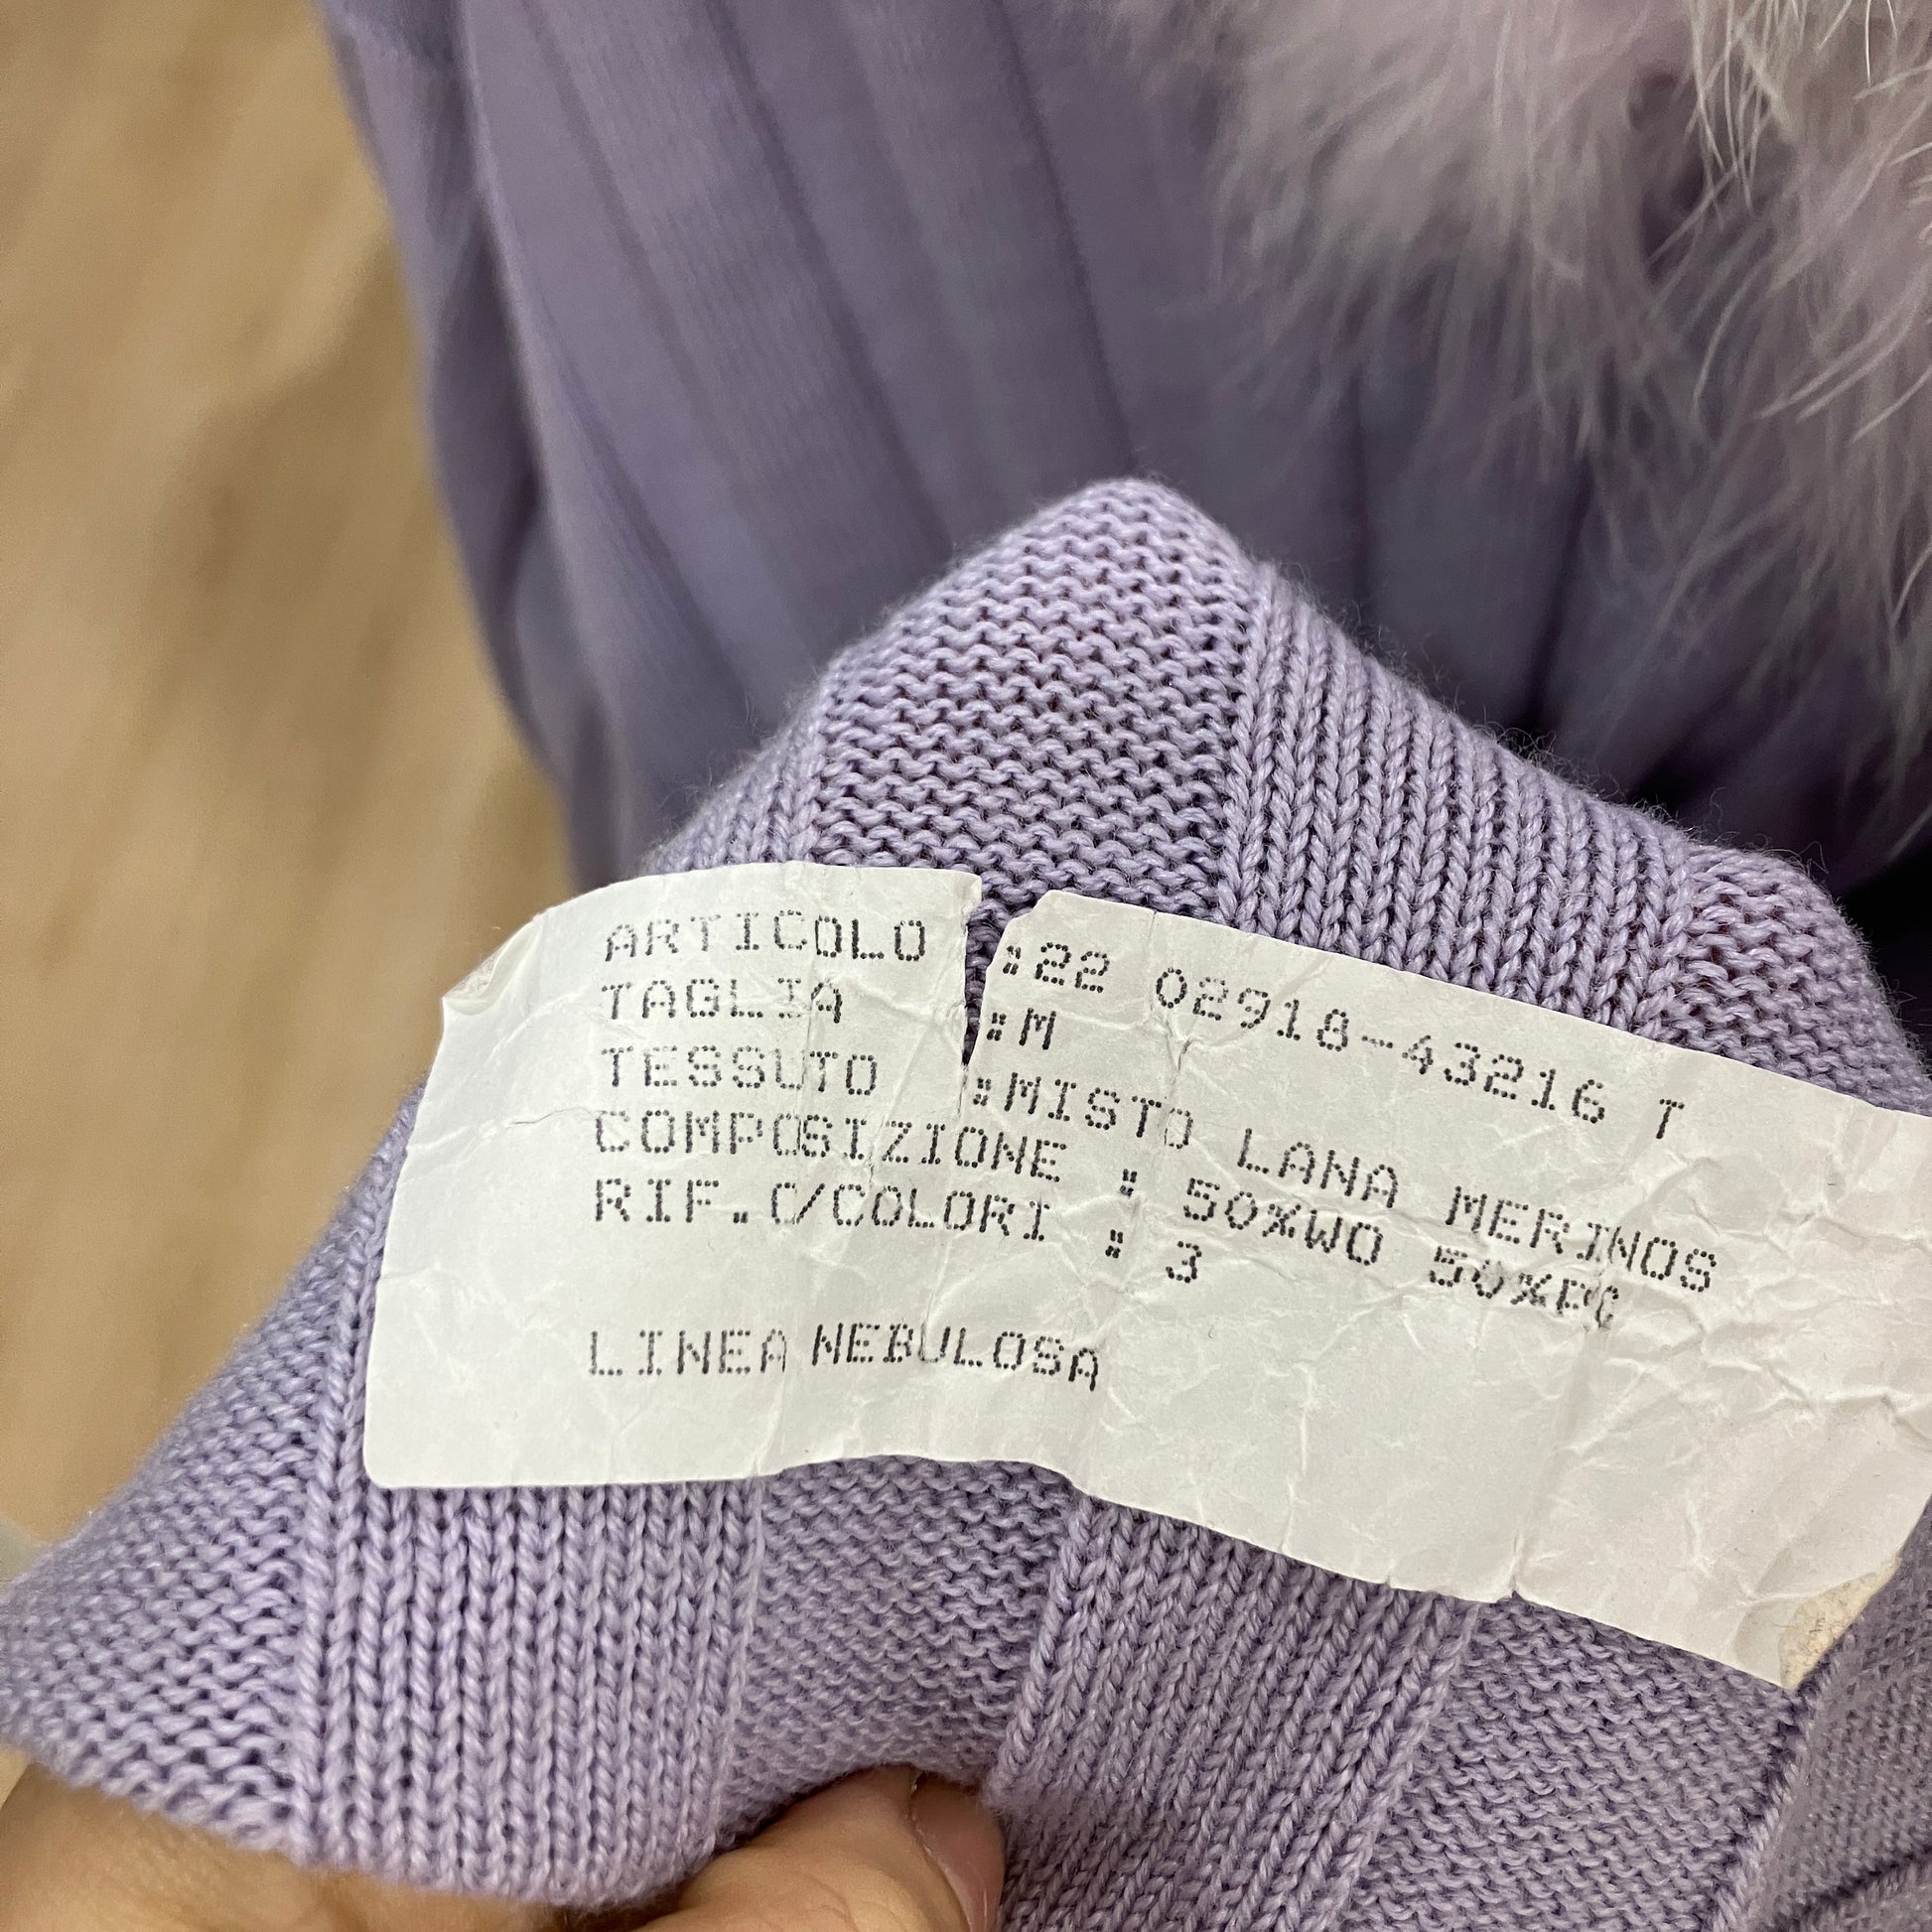 ARTICOLO :22 02918-43216 T
TAGLIA :M
TESSUTO :MISTO LANA MERINOS
COMPOSIZIONE : 50%WO 50%PC
RIF.C/COLORI : 3
LINEA NEBULOSA